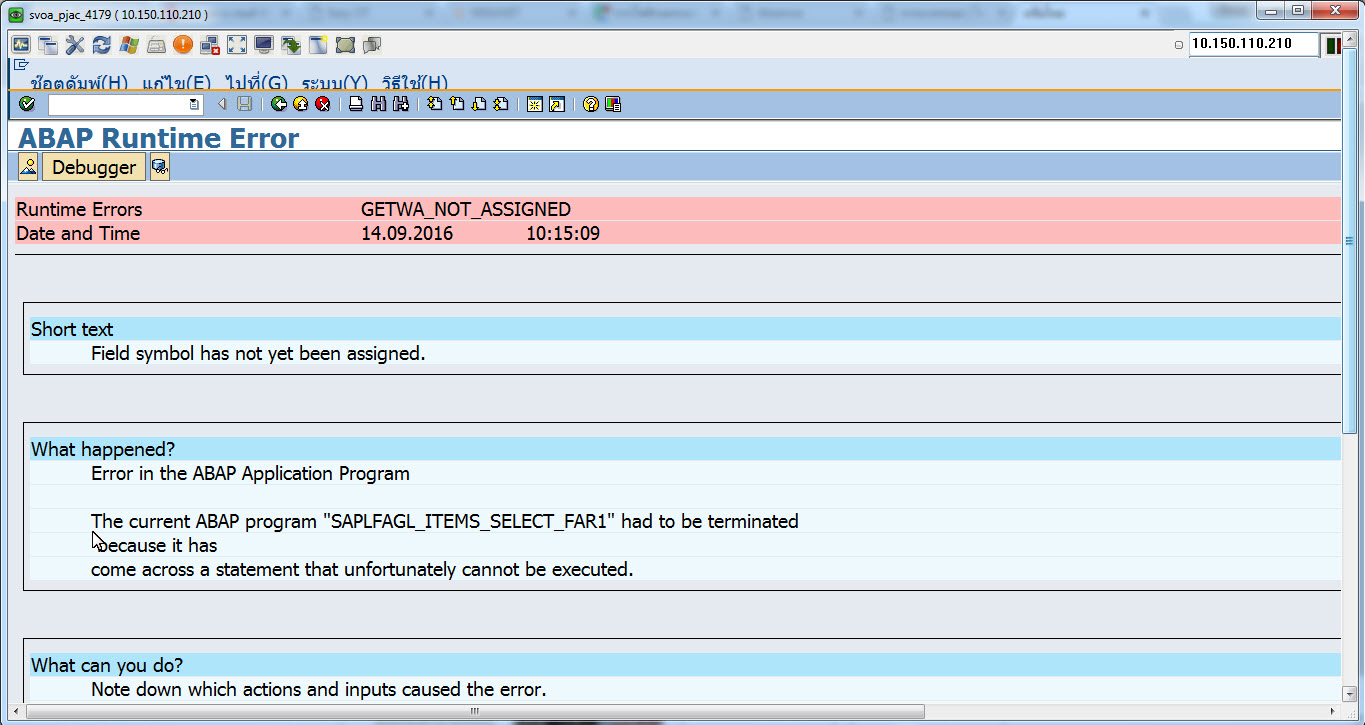 svoa_pjac_4179 ( 10.150.110.210 )
10.150.110.210
ช๊อตดัมพ์(H) แก้ไข(E) ไปที่(G) ระบบ(Y) วิธีใช้(H)
ABAP Runtime Error
Debugger
Runtime Errors GETWA_NOT_ASSIGNED
Date and Time 14.09.2016 10:15:09
Short text
Field symbol has not yet been assigned.
What happened?
Error in the ABAP Application Program
The current ABAP program "SAPLFAGL_ITEMS_SELECT_FAR1" had to be terminated
because it has
come across a statement that unfortunately cannot be executed.
What can you do?
Note down which actions and inputs caused the error.